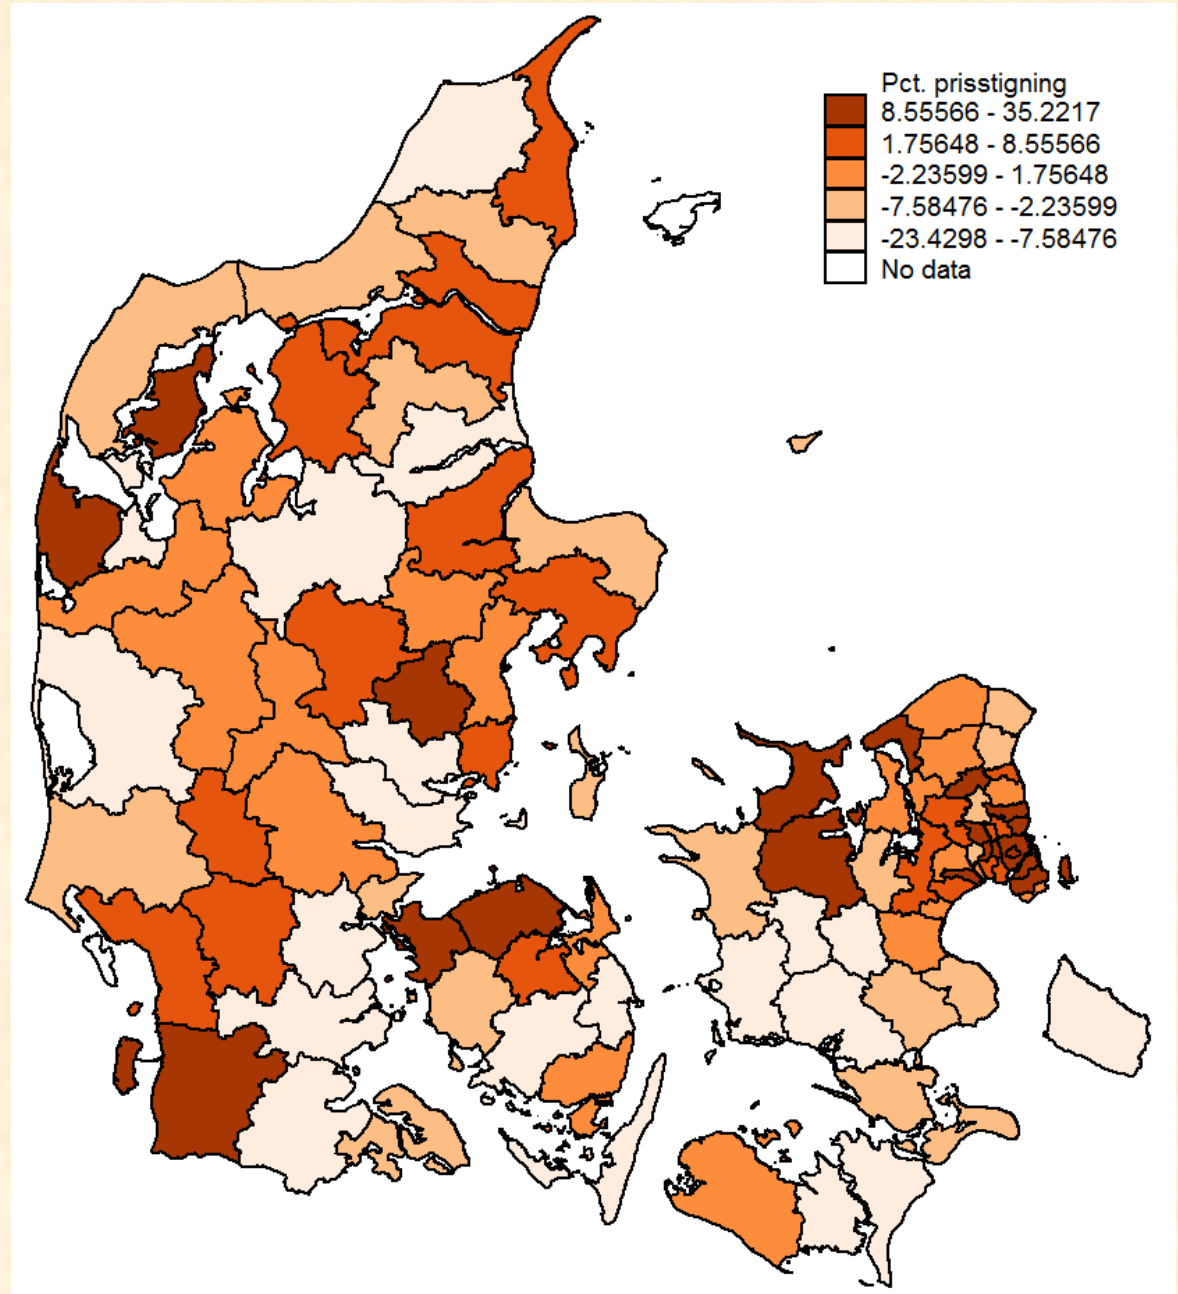 Pct. prisstigning
8.55566 - 35.2217
1.75648 - 8.55566
-2.23599 - 1.75648
-7.58476 - -2.23599
-23.4298 - -7.58476
No data